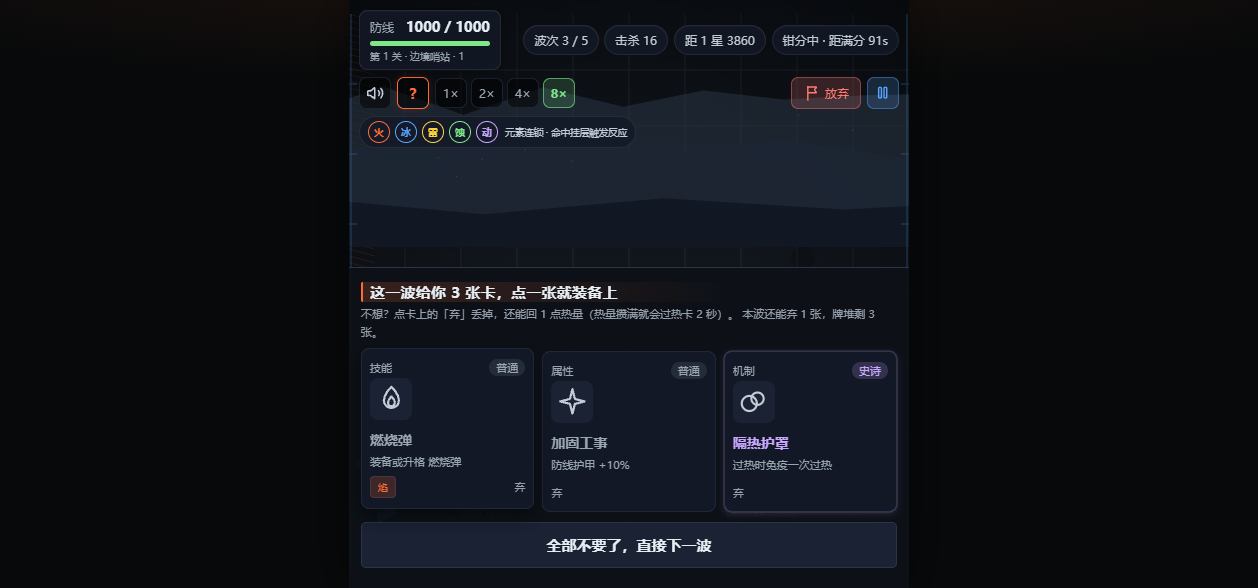 防线 1000 / 1000
第 1 关 · 边境哨站 · 1
波次 3 / 5
击杀 16
距 1 星 3860
钳分中 · 距满分 91s
?
1×
2×
4×
8×
放弃
火 冰 雷 蚀 动 元素连锁 · 命中挂层触发反应
这一波给你 3 张卡，点一张就装备上
不想？点卡上的「弃」丢掉，还能回 1 点热量（热量攒满就会过热卡 2 秒）。 本波还能弃 1 张，牌堆剩 3
张。
技能 普通
燃烧弹
装备或升格 燃烧弹
焰 弃
属性 普通
加固工事
防线护甲 +10%
弃
机制 史诗
隔热护罩
过热时免疫一次过热
弃
全部不要了，直接下一波